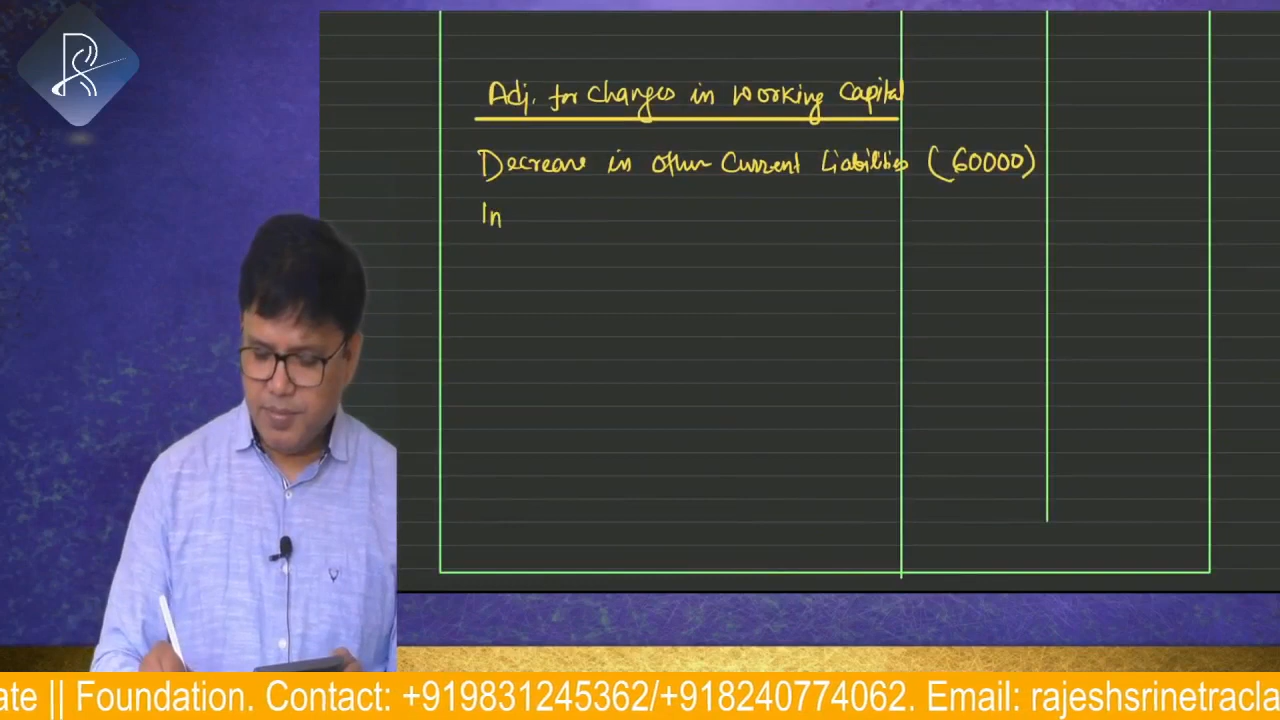 RS
Adj. for changes in working capital
Decrease in other Current Liabilities (60000)
In
ate || Foundation. Contact: +919831245362/+918240774062. Email: rajeshsrinetracla